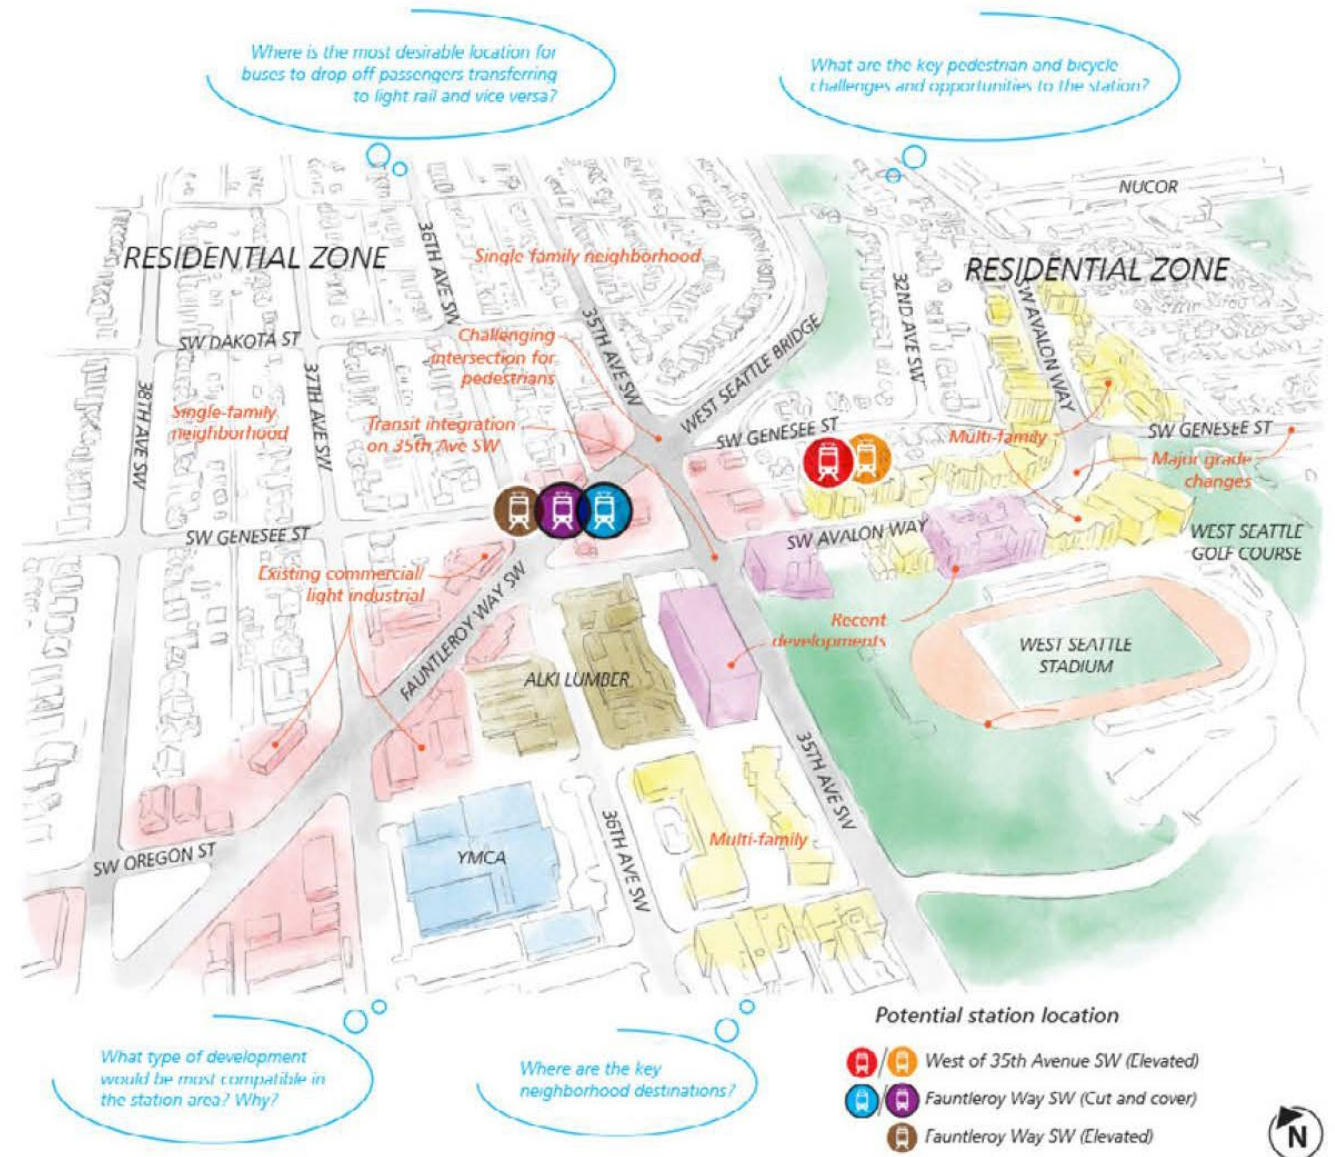 Where is the most desirable location for
buses to drop off passengers transferring
to light rail and vice versa?
What are the key pedestrian and bicycle
challenges and opportunities to the station?
NUCOR
RESIDENTIAL ZONE
36TH AVE SW
Single family neighborhood
RESIDENTIAL ZONE
32ND AVE SW
SW AVALON WAY
35TH AVE SW
WEST SEATTLE BRIDGE
SW DAKOTA ST
Challenging
intersection for
pedestrians
37TH AVE SW
38TH AVE SW
Single-family
neighborhood
Transit integration
on 35th Ave SW
SW GENESEE ST
Multi-family
SW GENESEE ST
Major grade
changes
SW GENESEE ST
SW AVALON WAY
WEST SEATTLE
GOLF COURSE
Existing commercial/
light industrial
FAUNTLEROY WAY SW
Recent
developments
WEST SEATTLE
STADIUM
ALKI LUMBER
35TH AVE SW
36TH AVE SW
Multi-family
YMCA
SW OREGON ST
What type of development
would be most compatible in
the station area? Why?
Where are the key
neighborhood destinations?
Potential station location
West of 35th Avenue SW (Elevated)
Fauntleroy Way SW (Cut and cover)
Fauntleroy Way SW (Elevated)
N